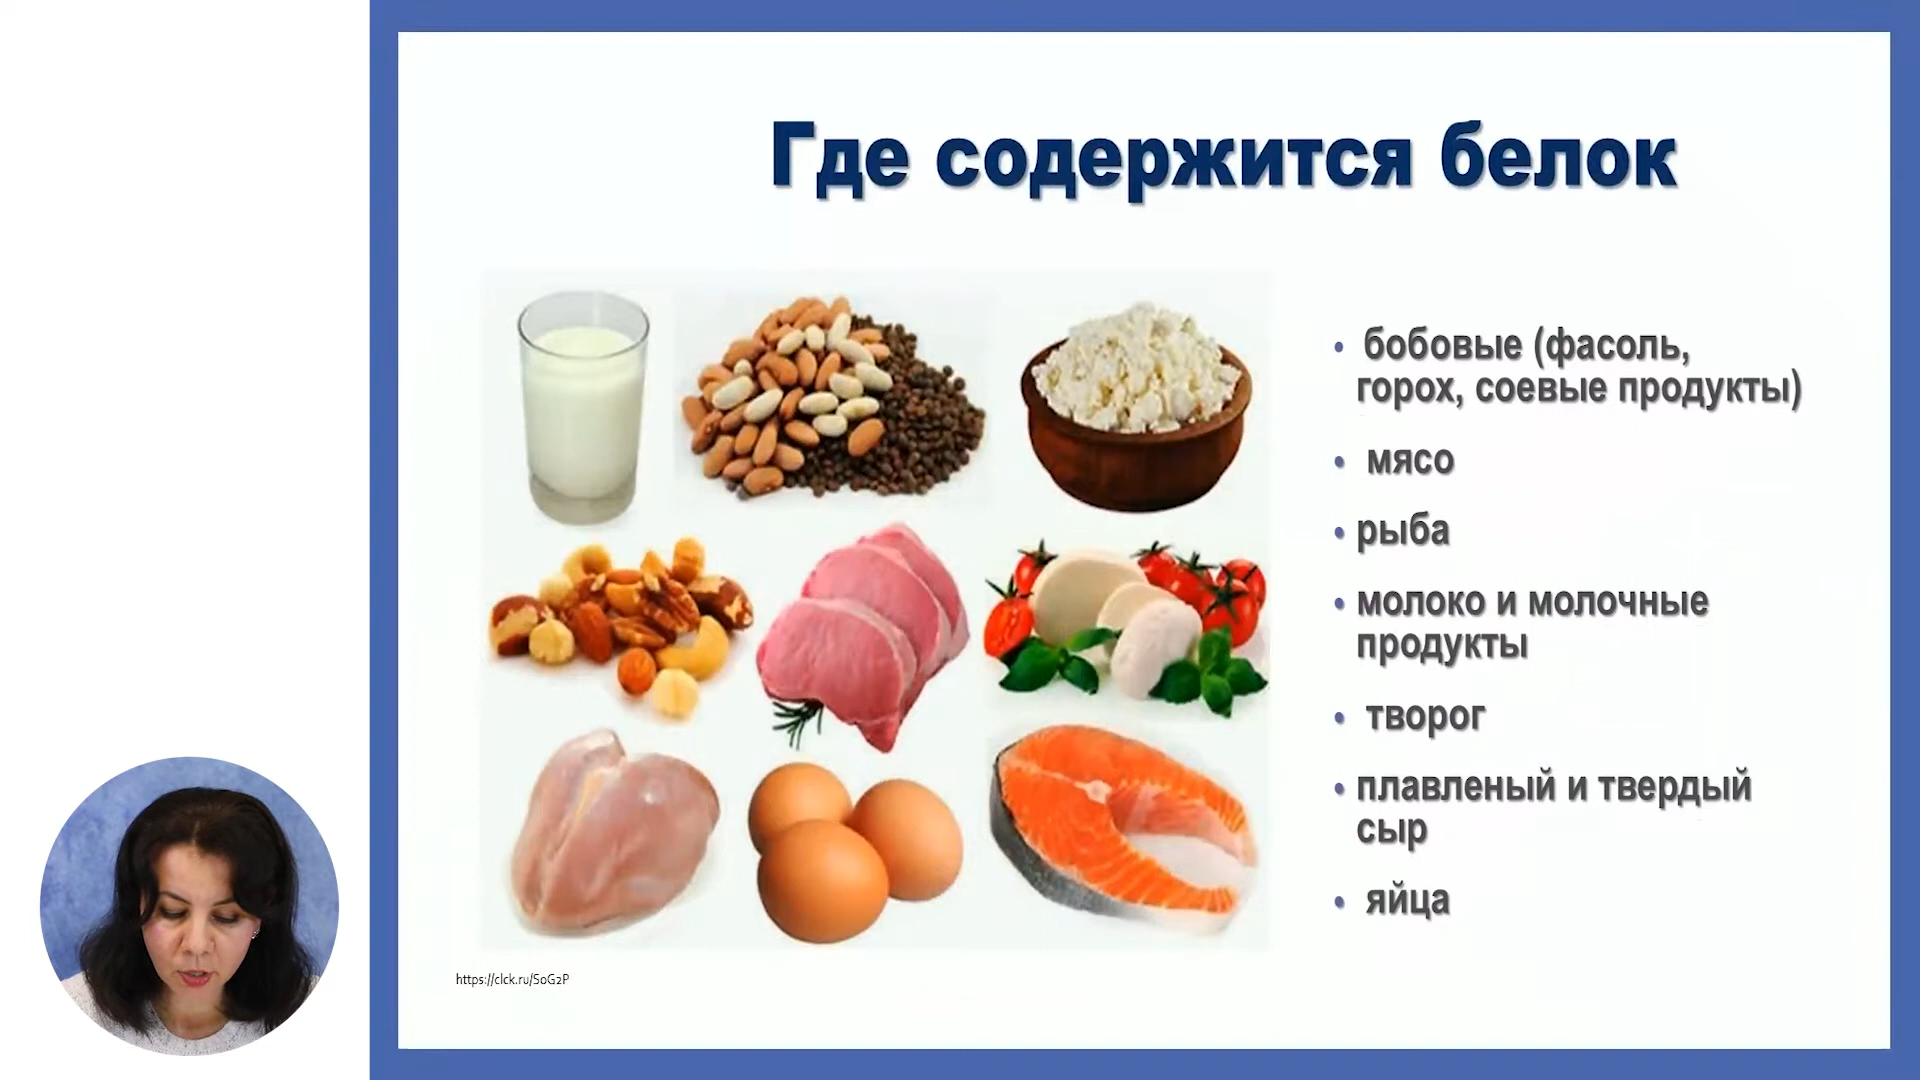 Где содержится белок
• бобовые (фасоль,
горох, соевые продукты)
• мясо
• рыба
• молоко и молочные
продукты
• творог
• плавленый и твердый
сыр
• яйца
https://clck.ru/SoG2P